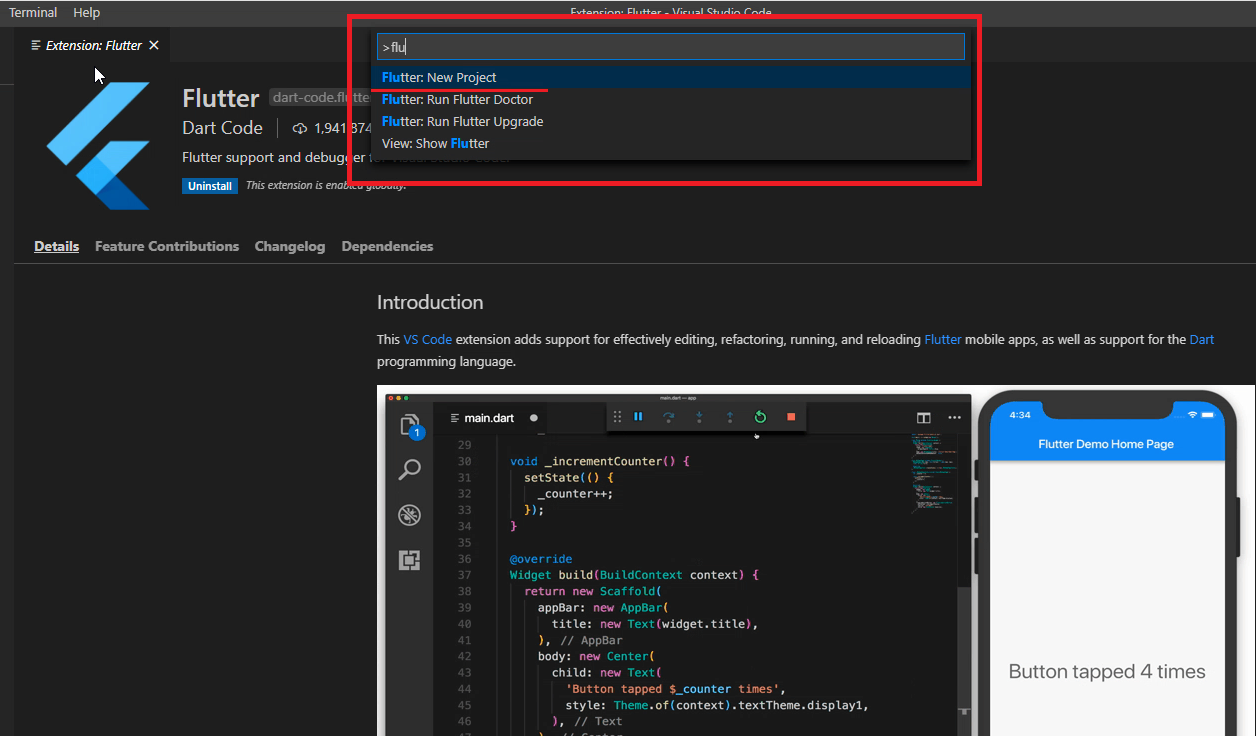 Terminal Help
Extension: Flutter - Visual Studio Code
Extension: Flutter
>flu
Flutter: New Project
Flutter: Run Flutter Doctor
Flutter: Run Flutter Upgrade
View: Show Flutter
Flutter dart-code.flutte
Dart Code 1,941,874
Flutter support and debugger for Visual Studio Code.
Uninstall This extension is enabled globally.
Details Feature Contributions Changelog Dependencies
Introduction
This VS Code extension adds support for effectively editing, refactoring, running, and reloading Flutter mobile apps, as well as support for the Dart
programming language.
main.dart — app
main.dart
1
29
30 void _incrementCounter() {
31 setState(() {
32 _counter++;
33 });
34 }
35
36 @override
37 Widget build(BuildContext context) {
38 return new Scaffold(
39 appBar: new AppBar(
40 title: new Text(widget.title),
41 ), // AppBar
42 body: new Center(
43 child: new Text(
44 'Button tapped $_counter times',
45 style: Theme.of(context).textTheme.display1,
46 ), // Text
47 ), // Center
4:34
Flutter Demo Home Page
Button tapped 4 times